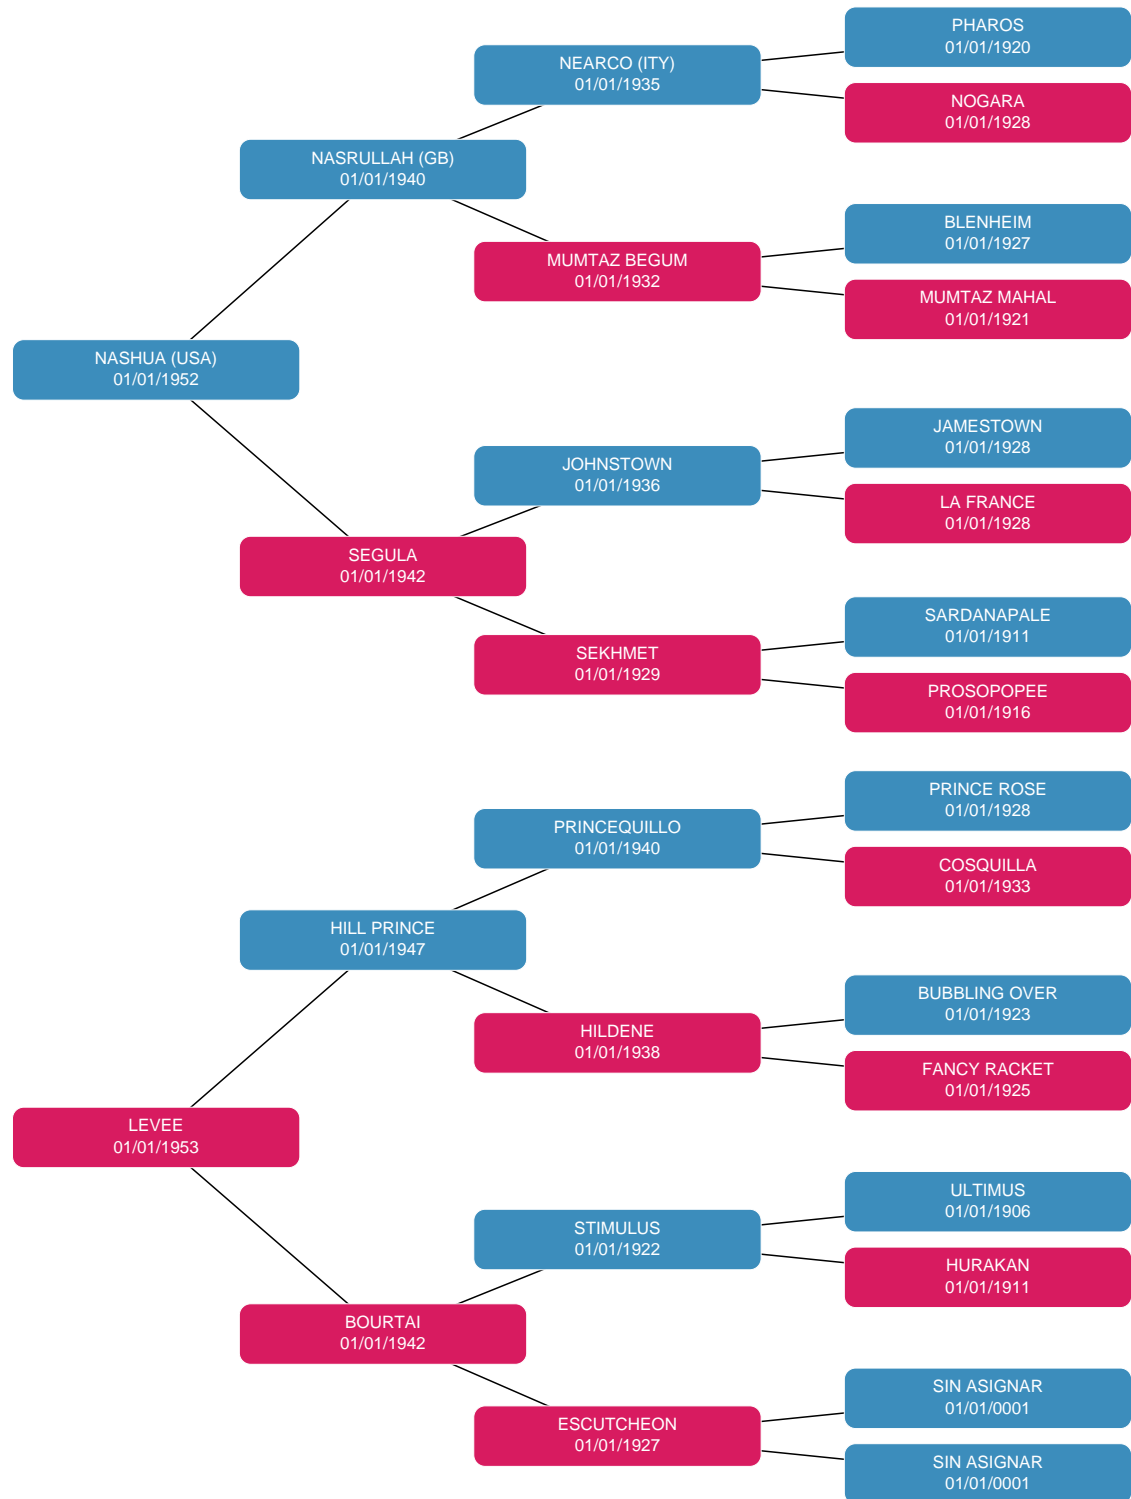 PHAROS
01/01/1920
NEARCO (ITY)
01/01/1935
NOGARA
01/01/1928
NASRULLAH (GB)
01/01/1940
BLENHEIM
01/01/1927
MUMTAZ BEGUM
01/01/1932
MUMTAZ MAHAL
01/01/1921
NASHUA (USA)
01/01/1952
JAMESTOWN
01/01/1928
JOHNSTOWN
01/01/1936
LA FRANCE
01/01/1928
SEGULA
01/01/1942
SARDANAPALE
01/01/1911
SEKHMET
01/01/1929
PROSOPOPEE
01/01/1916
PRINCE ROSE
01/01/1928
PRINCEQUILLO
01/01/1940
COSQUILLA
01/01/1933
HILL PRINCE
01/01/1947
BUBBLING OVER
01/01/1923
HILDENE
01/01/1938
FANCY RACKET
01/01/1925
LEVEE
01/01/1953
ULTIMUS
01/01/1906
STIMULUS
01/01/1922
HURAKAN
01/01/1911
BOURTAI
01/01/1942
SIN ASIGNAR
01/01/0001
ESCUTCHEON
01/01/1927
SIN ASIGNAR
01/01/0001